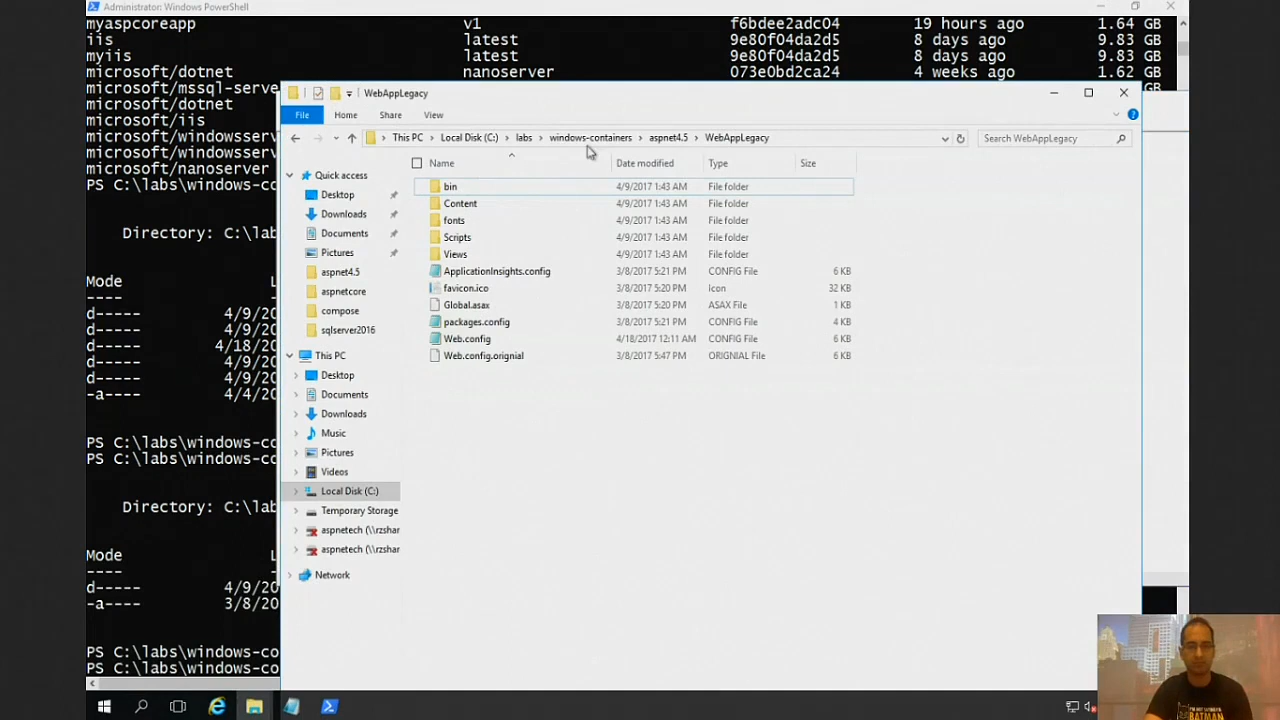 Administrator: Windows PowerShell
myaspcoreapp v1 f6bdee2adc04 19 hours ago 1.64 GB
iis latest 9e80f04da2d5 8 days ago 9.83 GB
myiis latest 9e80f04da2d5 8 days ago 9.83 GB
microsoft/dotnet nanoserver 073e0bd2ca24 4 weeks ago 1.62 GB
microsoft/mssql-serve
WebAppLegacy
microsoft/dotnet
File Home Share View
microsoft/iis
microsoft/windowsserv
This PC Local Disk (C:) labs windows-containers aspnet4.5 WebAppLegacy Search WebAppLegacy
microsoft/windowsserv
microsoft/nanoserver
Name Date modified Type Size
Quick access
PS C:\labs\windows-co
bin 4/9/2017 1:43 AM File folder
Desktop
Content 4/9/2017 1:43 AM File folder
Downloads
fonts 4/9/2017 1:43 AM File folder
Directory: C:\lab
Documents
Scripts 4/9/2017 1:43 AM File folder
Pictures
Views 4/9/2017 1:43 AM File folder
aspnet4.5
ApplicationInsights.config 3/8/2017 5:21 PM CONFIG File 6 KB
Mode L
aspnetcore
favicon.ico 3/8/2017 5:20 PM Icon 32 KB
----
compose
Global.asax 3/8/2017 5:20 PM ASAX File 1 KB
d----- 4/9/20
packages.config 3/8/2017 5:21 PM CONFIG File 4 KB
d----- 4/9/20
sqlserver2016
Web.config 4/18/2017 12:11 AM CONFIG File 6 KB
d----- 4/18/20
This PC
Web.config.orignial 3/8/2017 5:47 PM ORIGNIAL File 6 KB
d----- 4/9/20
Desktop
d----- 4/9/20
Documents
-a---- 4/4/20
Downloads
Music
PS C:\labs\windows-co
Pictures
PS C:\labs\windows-co
Videos
Local Disk (C:)
Directory: C:\lab
Temporary Storage
aspnetech (\\rzshar
aspnetech (\\rzshar
Mode L
----
Network
d----- 4/9/20
-a---- 3/8/20
PS C:\labs\windows-co
PS C:\labs\windows-co
I'M NOT SAYING I'M
BATMAN